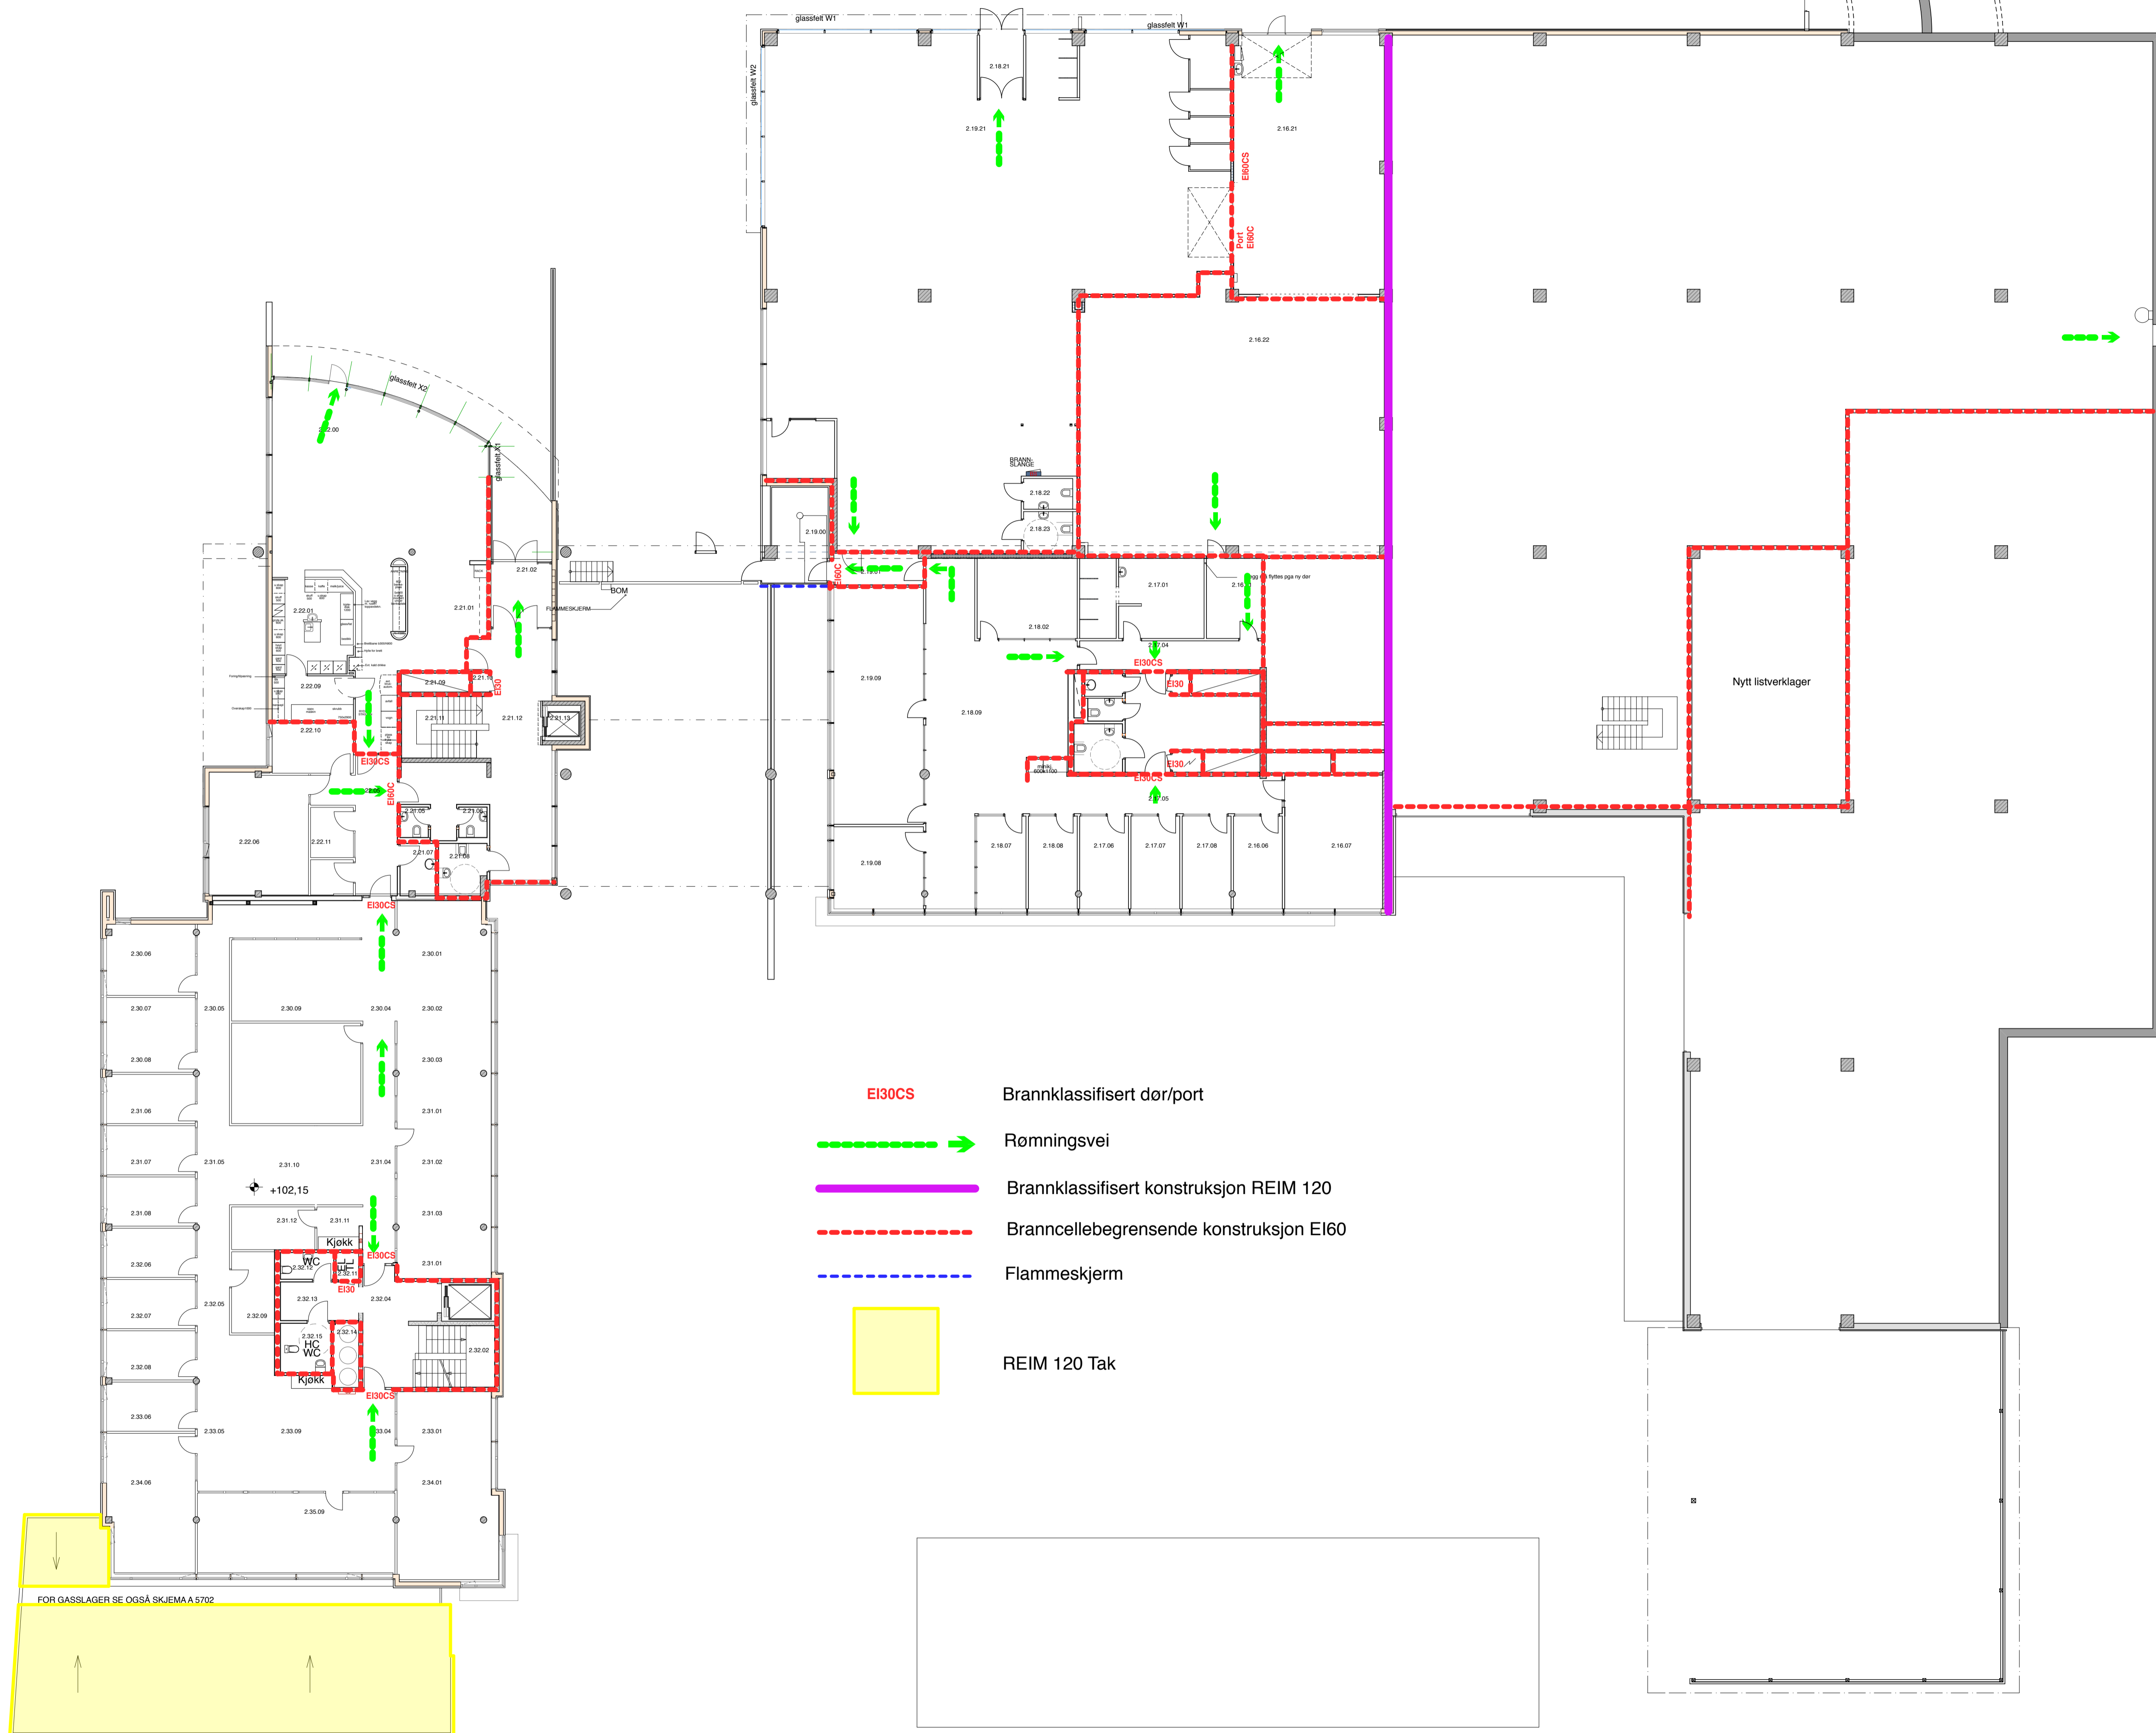 glassfelt W1
glassfelt W1
glassfelt W2
2.18.21
2.19.21
2.16.21
EI60CS
Port
EI60C
2.16.22
glassfelt X2
glassfelt X1
BRANN-
SLANGE
2.18.22
2.18.23
2.19.00
EI60C
2.21.02
2.21.01
2.22.01
FLAMMESKJERM
BOM
2.17.01
2.18.02
EI30CS
EI30
2.21.09
EI30
2.19.09
2.18.09
Nytt listverklager
2.22.09
2.21.11
2.21.12
2.21.13
2.22.10
EI30CS
EI60C
EI30
EI30CS
2.21.05
2.22.06
2.22.11
2.21.07
2.21.08
2.19.08
2.18.07
2.18.08
2.17.06
2.17.07
2.17.08
2.16.06
2.16.07
EI30CS
2.30.06
2.30.01
2.30.07
2.30.05
2.30.09
2.30.04
2.30.02
2.30.08
2.30.03
2.31.06
2.31.01
2.31.07
2.31.05
2.31.10
2.31.04
2.31.02
+102,15
2.31.08
2.31.12
2.31.11
2.31.03
Kjøkk
EI30CS
WC
2.32.12
2.32.11
2.31.01
2.32.06
EI30
2.32.05
2.32.13
2.32.04
2.32.07
2.32.09
2.32.15
HC
WC
2.32.14
2.32.02
2.32.08
Kjøkk
EI30CS
2.33.06
2.33.05
2.33.09
2.33.01
2.34.06
2.34.01
2.35.09
FOR GASSLAGER SE OGSÅ SKJEMA A 5702
EI30CS
Brannklassifisert dør/port
Rømningsvei
Brannklassifisert konstruksjon REIM 120
Branncellebegrensende konstruksjon EI60
Flammeskjerm
REIM 120 Tak